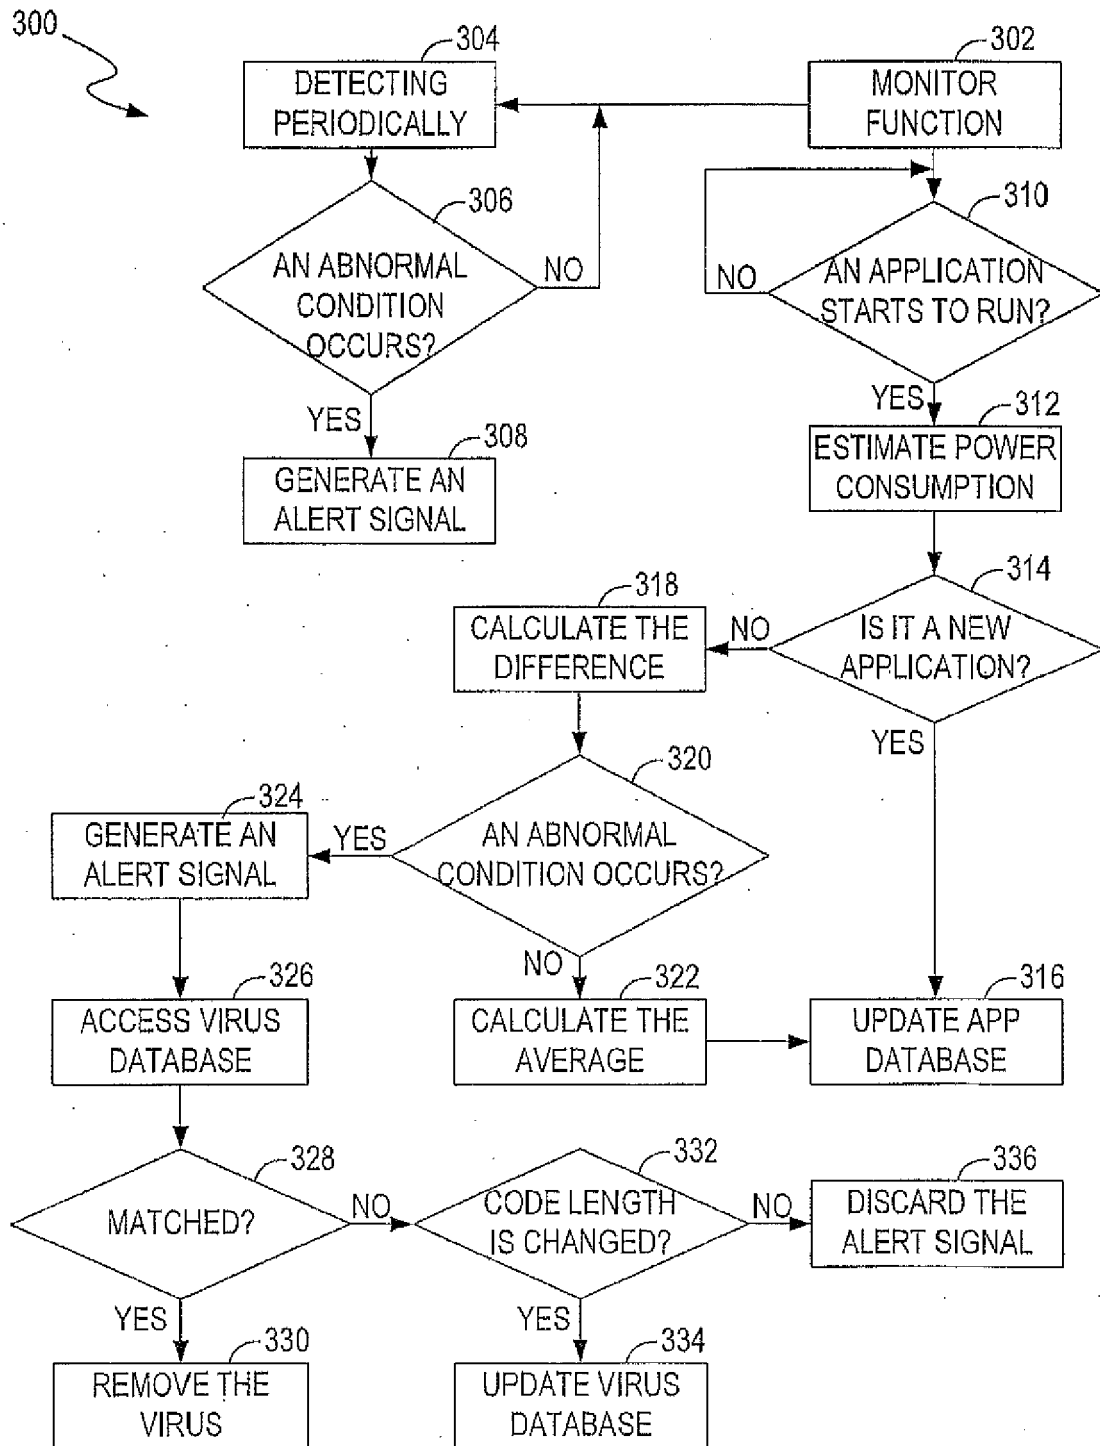 300
304
DETECTING
PERIODICALLY
302
MONITOR
FUNCTION
306
AN ABNORMAL
CONDITION
OCCURS?
NO
YES
310
AN APPLICATION
STARTS TO RUN?
NO
YES
308
GENERATE AN
ALERT SIGNAL
312
ESTIMATE POWER
CONSUMPTION
314
IS IT A NEW
APPLICATION?
NO
YES
318
CALCULATE THE
DIFFERENCE
320
AN ABNORMAL
CONDITION OCCURS?
YES
NO
324
GENERATE AN
ALERT SIGNAL
326
ACCESS VIRUS
DATABASE
322
CALCULATE THE
AVERAGE
316
UPDATE APP
DATABASE
328
MATCHED?
NO
YES
332
CODE LENGTH
IS CHANGED?
NO
YES
336
DISCARD THE
ALERT SIGNAL
330
REMOVE THE
VIRUS
334
UPDATE VIRUS
DATABASE